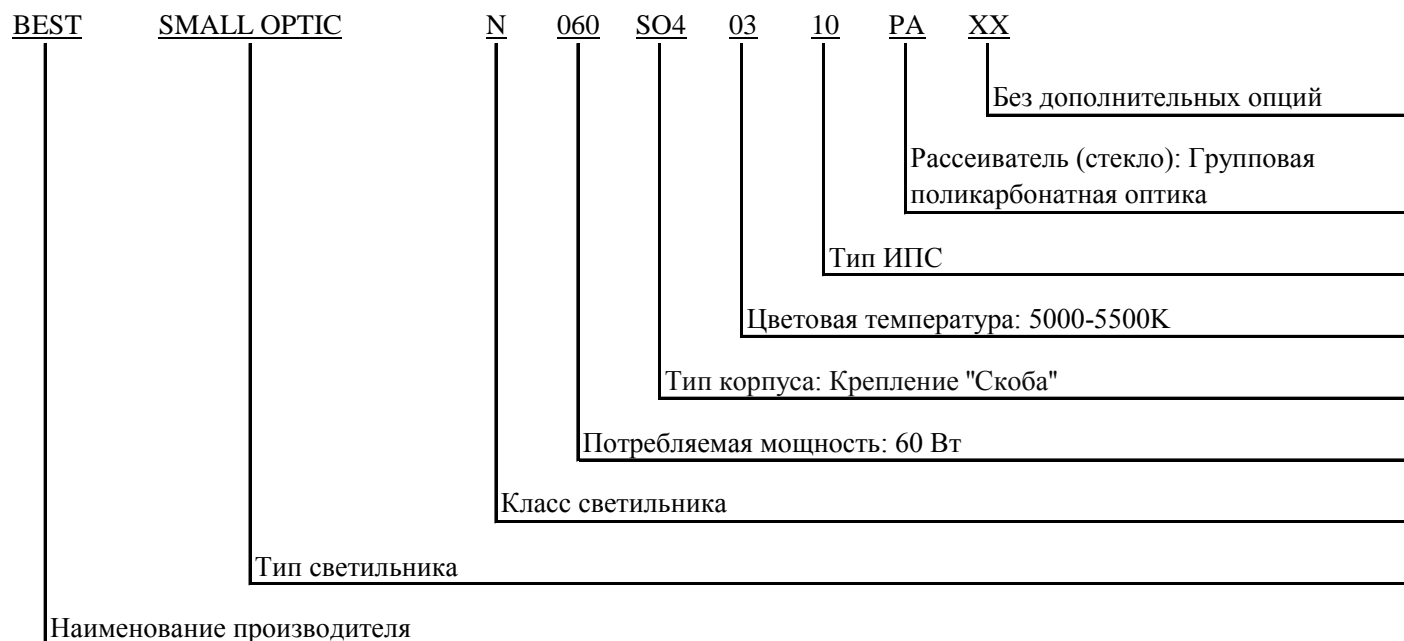 BEST SMALL OPTIC N 060 SO4 03 10 PA XX
Без дополнительных опций
Рассеиватель (стекло): Групповая
поликарбонатная оптика
Тип ИПС
Цветовая температура: 5000-5500K
Тип корпуса: Крепление "Скоба"
Потребляемая мощность: 60 Вт
Класс светильника
Тип светильника
Наименование производителя